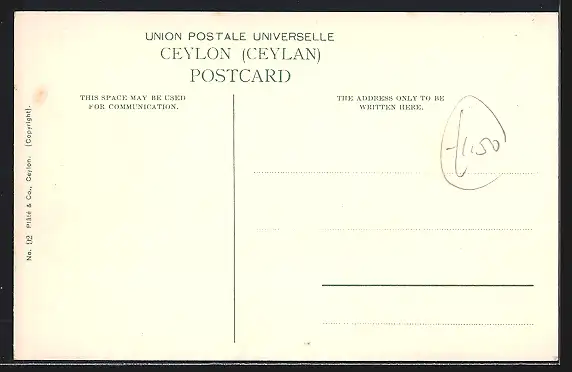 UNION POSTALE UNIVERSELLE
CEYLON (CEYLAN)
POSTCARD
THIS SPACE MAY BE USED
FOR COMMUNICATION.
THE ADDRESS ONLY TO BE
WRITTEN HERE.
1.50
No. 92 Plâté & Co., Ceylon. (Copyright).